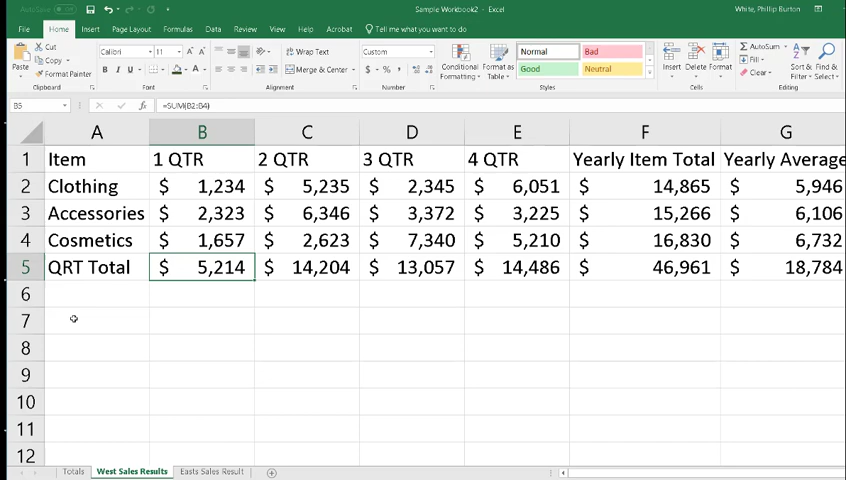 AutoSave Off Sample Workbook2 - Excel White, Phillip Burton
File Home Insert Page Layout Formulas Data Review View Help Acrobat Tell me what you want to do
Paste Cut Copy Format Painter Clipboard
Calibri 11 B I U Font
Wrap Text Merge & Center Alignment
Custom $ % , Number
Conditional Formatting Format as Table Normal Bad Good Neutral Styles
Insert Delete Format Cells
AutoSum Fill Clear Sort & Filter Find & Select
B5 fx =SUM(B2:B4)
A B C D E F G
1 Item 1 QTR 2 QTR 3 QTR 4 QTR Yearly Item Total Yearly Average
2 Clothing $ 1,234 $ 5,235 $ 2,345 $ 6,051 $ 14,865 $ 5,946
3 Accessories $ 2,323 $ 6,346 $ 3,372 $ 3,225 $ 15,266 $ 6,106
4 Cosmetics $ 1,657 $ 2,623 $ 7,340 $ 5,210 $ 16,830 $ 6,732
5 QRT Total $ 5,214 $ 14,204 $ 13,057 $ 14,486 $ 46,961 $ 18,784
6
7
8
9
10
11
12
Totals West Sales Results Easts Sales Result